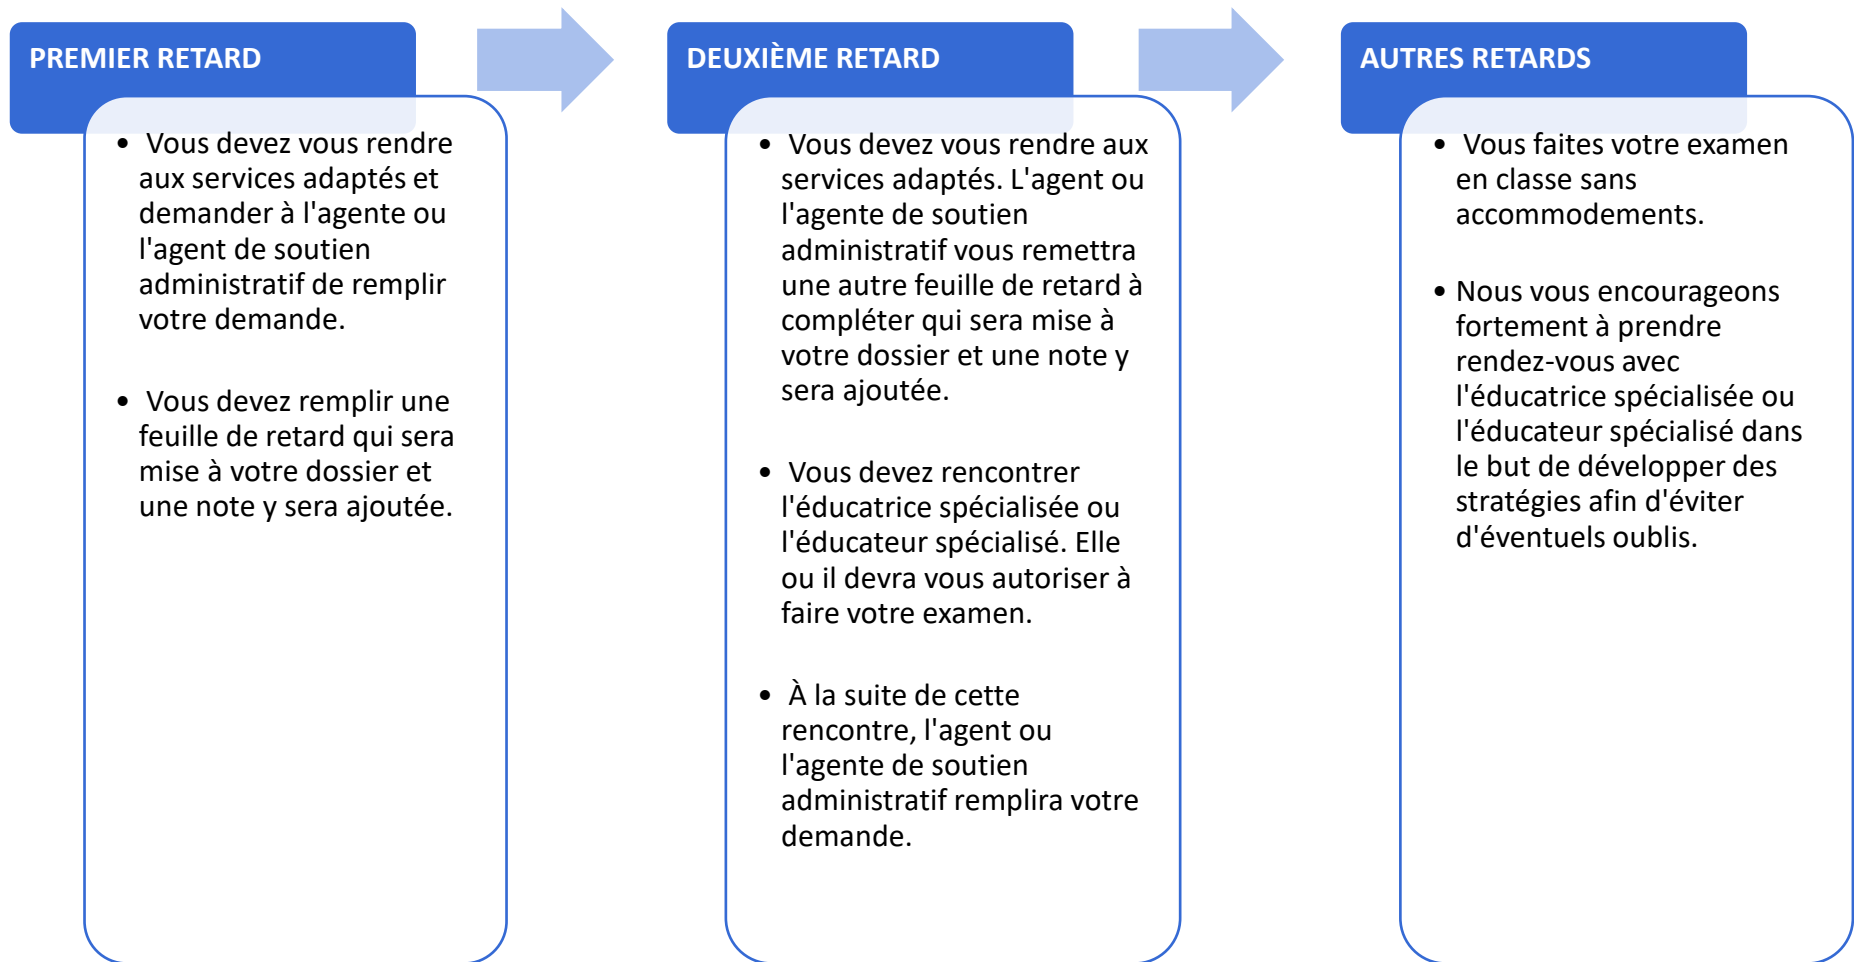 PREMIER RETARD
• Vous devez vous rendre
aux services adaptés et
demander à l'agente ou
l'agent de soutien
administratif de remplir
votre demande.
• Vous devez remplir une
feuille de retard qui sera
mise à votre dossier et
une note y sera ajoutée.
DEUXIÈME RETARD
• Vous devez vous rendre aux
services adaptés. L'agent ou
l'agente de soutien
administratif vous remettra
une autre feuille de retard à
compléter qui sera mise à
votre dossier et une note y
sera ajoutée.
• Vous devez rencontrer
l'éducatrice spécialisée ou
l'éducateur spécialisé. Elle
ou il devra vous autoriser à
faire votre examen.
• À la suite de cette
rencontre, l'agent ou
l'agente de soutien
administratif remplira votre
demande.
AUTRES RETARDS
• Vous faites votre examen
en classe sans
accommodements.
• Nous vous encourageons
fortement à prendre
rendez-vous avec
l'éducatrice spécialisée ou
l'éducateur spécialisé dans
le but de développer des
stratégies afin d'éviter
d'éventuels oublis.